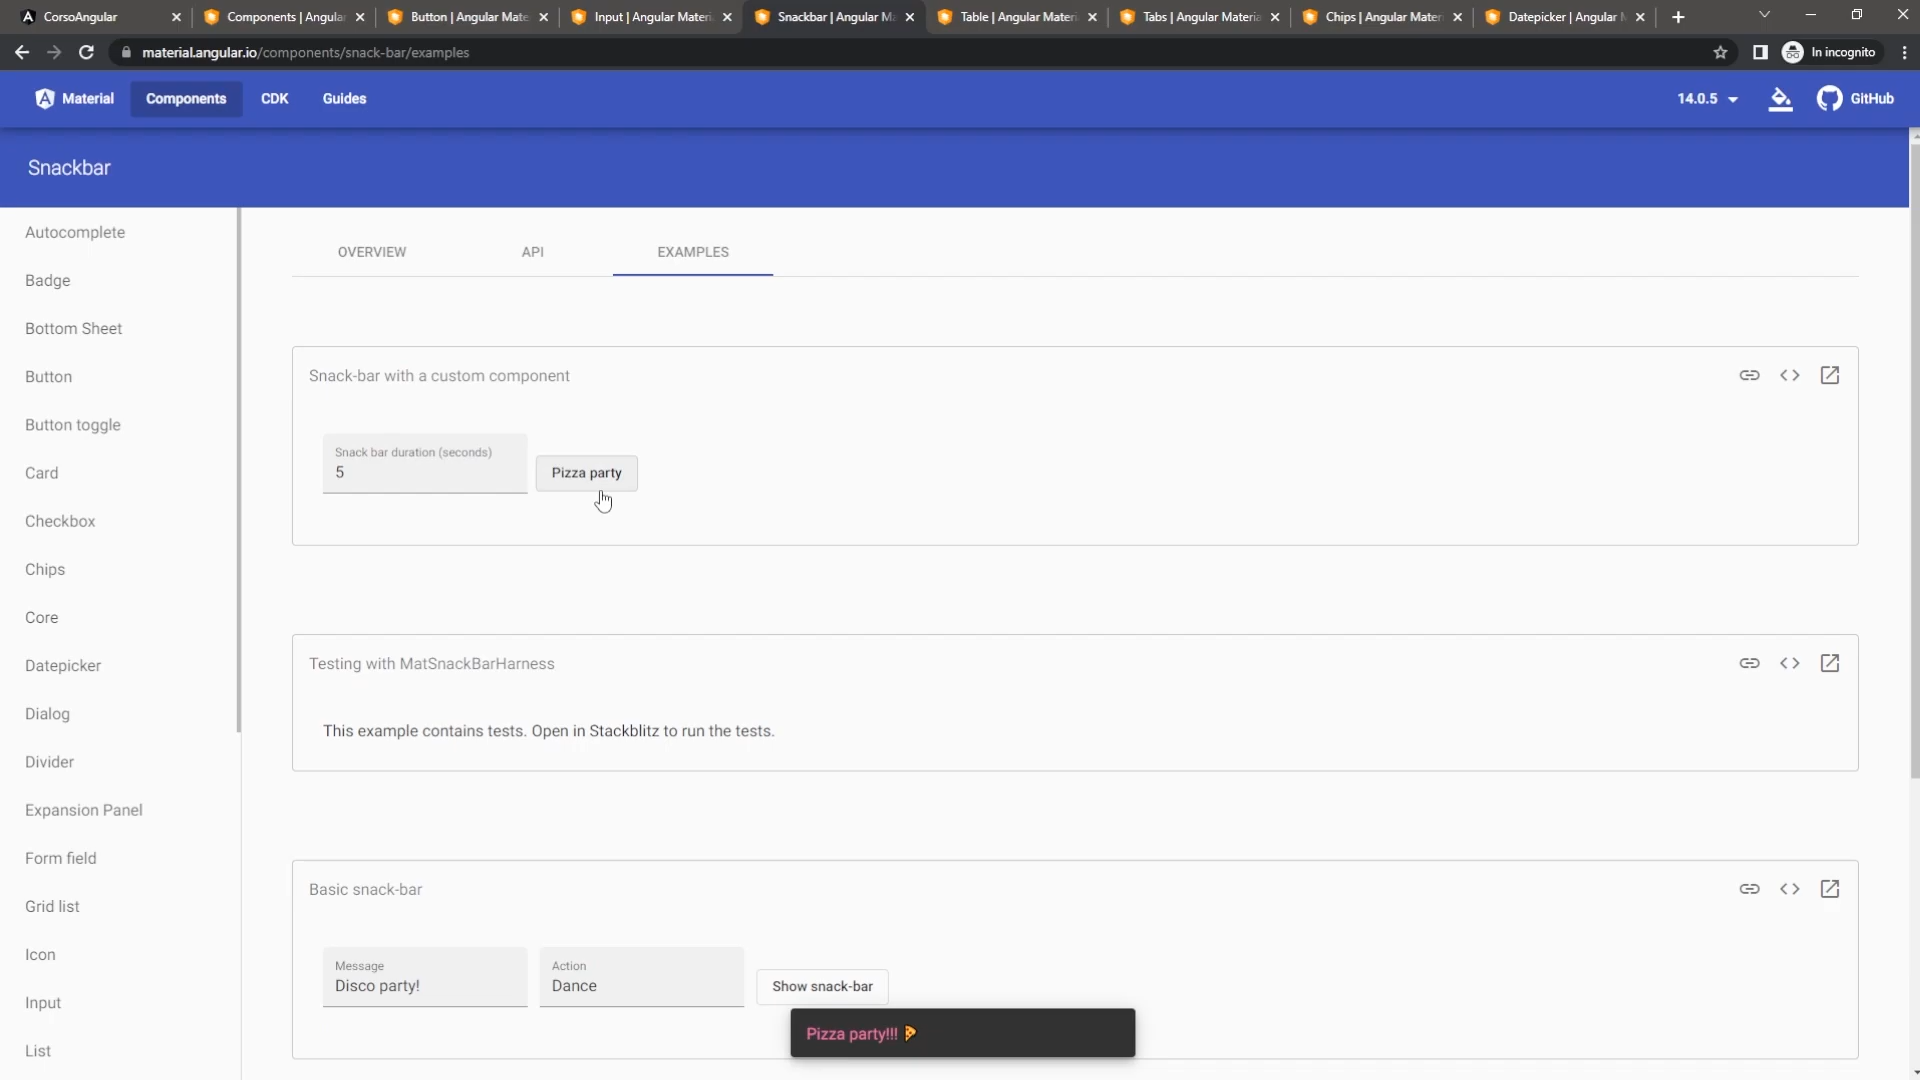 CorsoAngular
Components | Angular
Button | Angular Mate
Input | Angular Materi
Snackbar | Angular M
Table | Angular Materi
Tabs | Angular Materia
Chips | Angular Mater
Datepicker | Angular M
material.angular.io/components/snack-bar/examples
In incognito
Material
Components
CDK
Guides
14.0.5
GitHub
Snackbar
Autocomplete
Badge
Bottom Sheet
Button
Button toggle
Card
Checkbox
Chips
Core
Datepicker
Dialog
Divider
Expansion Panel
Form field
Grid list
Icon
Input
List
OVERVIEW
API
EXAMPLES
Snack-bar with a custom component
Snack bar duration (seconds)
5
Pizza party
Testing with MatSnackBarHarness
This example contains tests. Open in Stackblitz to run the tests.
Basic snack-bar
Message
Disco party!
Action
Dance
Show snack-bar
Pizza party!!! 🍕